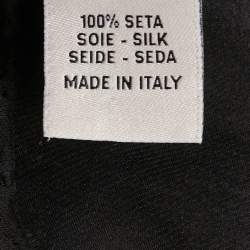 100% SETA
SOIE - SILK
SEIDE - SEDA
MADE IN ITALY